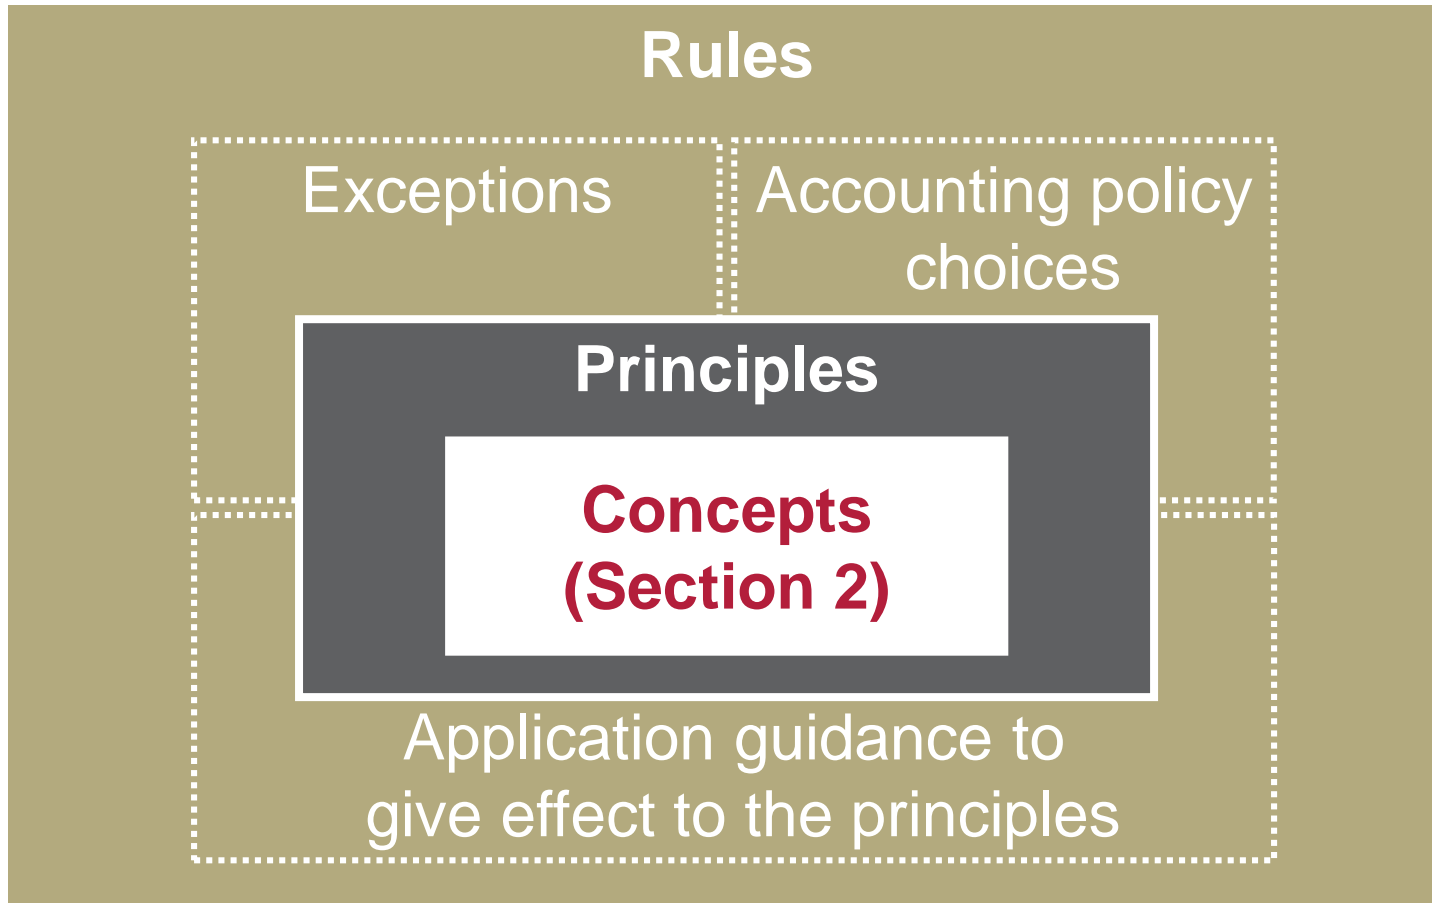 Rules
Exceptions
Accounting policy
choices
Principles
Concepts
(Section 2)
Application guidance to
give effect to the principles